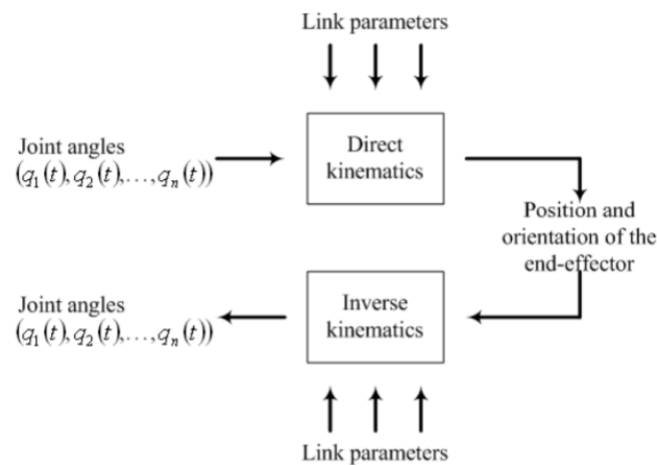 Link parameters
Joint angles
(q₁(t), q₂(t),...,qₙ(t))
Direct
kinematics
Position and
orientation of the
end-effector
Joint angles
(q₁(t), q₂(t),...,qₙ(t))
Inverse
kinematics
Link parameters